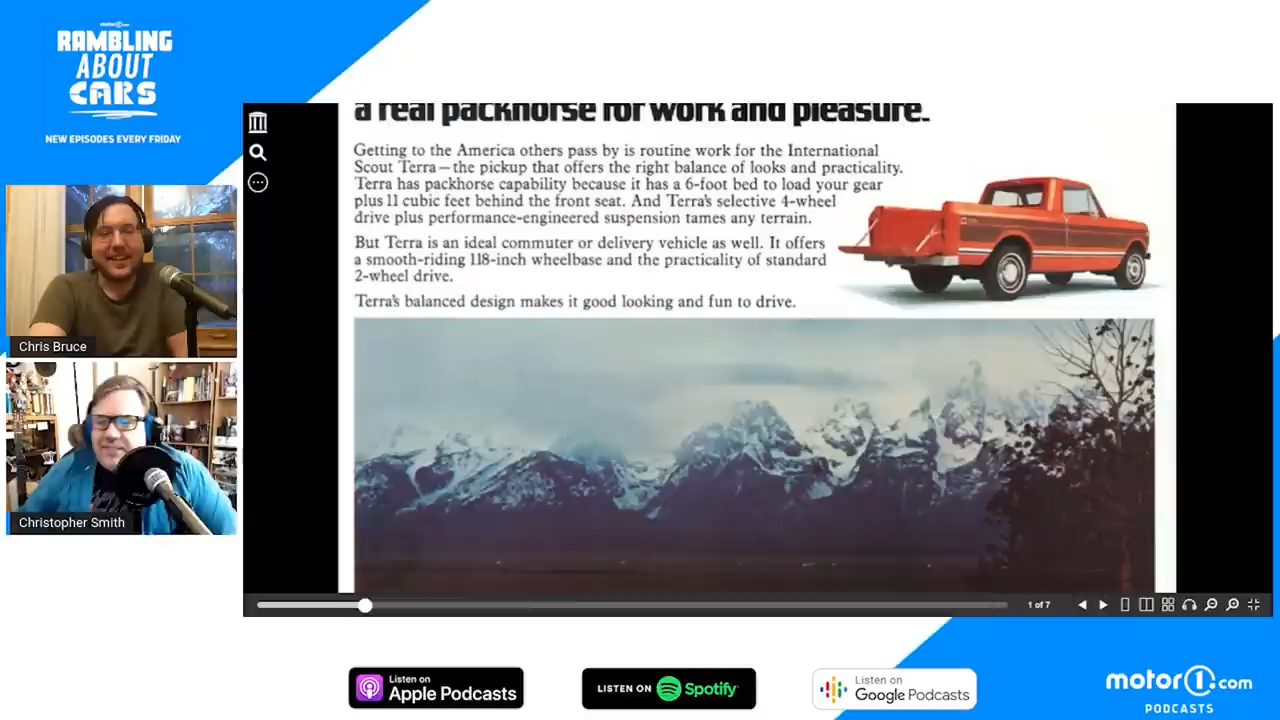 motor1.com
RAMBLING
ABOUT
CARS
NEW EPISODES EVERY FRIDAY
Chris Bruce
Christopher Smith
a real packhorse for work and pleasure.
Getting to the America others pass by is routine work for the International
Scout Terra—the pickup that offers the right balance of looks and practicality.
Terra has packhorse capability because it has a 6-foot bed to load your gear
plus 11 cubic feet behind the front seat. And Terra's selective 4-wheel
drive plus performance-engineered suspension tames any terrain.
But Terra is an ideal commuter or delivery vehicle as well. It offers
a smooth-riding 118-inch wheelbase and the practicality of standard
2-wheel drive.
Terra's balanced design makes it good looking and fun to drive.
1 of 7
Listen on
Apple Podcasts
LISTEN ON Spotify
Listen on
Google Podcasts
motor1.com
PODCASTS